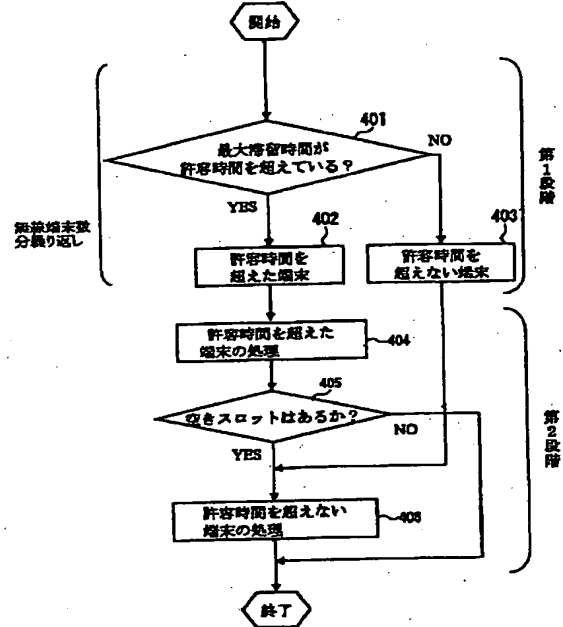 開始
401
最大滞留時間が
許容時間を超えている？
NO
YES
第1段階
無線端末数
分繰り返し
402
許容時間を
超えた端末
403
許容時間を
超えない端末
許容時間を超えた
端末の処理
404
405
空きスロットはあるか？
NO
YES
第2段階
許容時間を超えない
端末の処理
406
終了